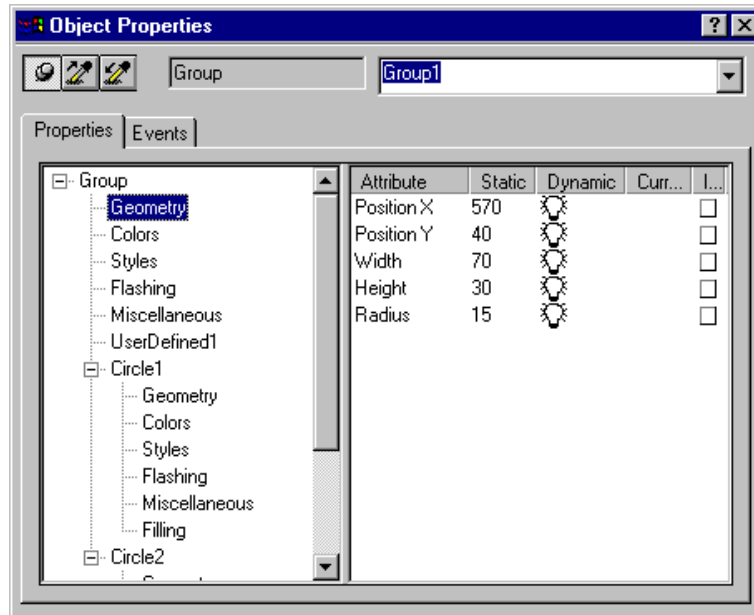 Object Properties
Group Group1
Properties Events
Group
Geometry
Colors
Styles
Flashing
Miscellaneous
UserDefined1
Circle1
Geometry
Colors
Styles
Flashing
Miscellaneous
Filling
Circle2
Attribute Static Dynamic Curr... I...
Position X 570
Position Y 40
Width 70
Height 30
Radius 15